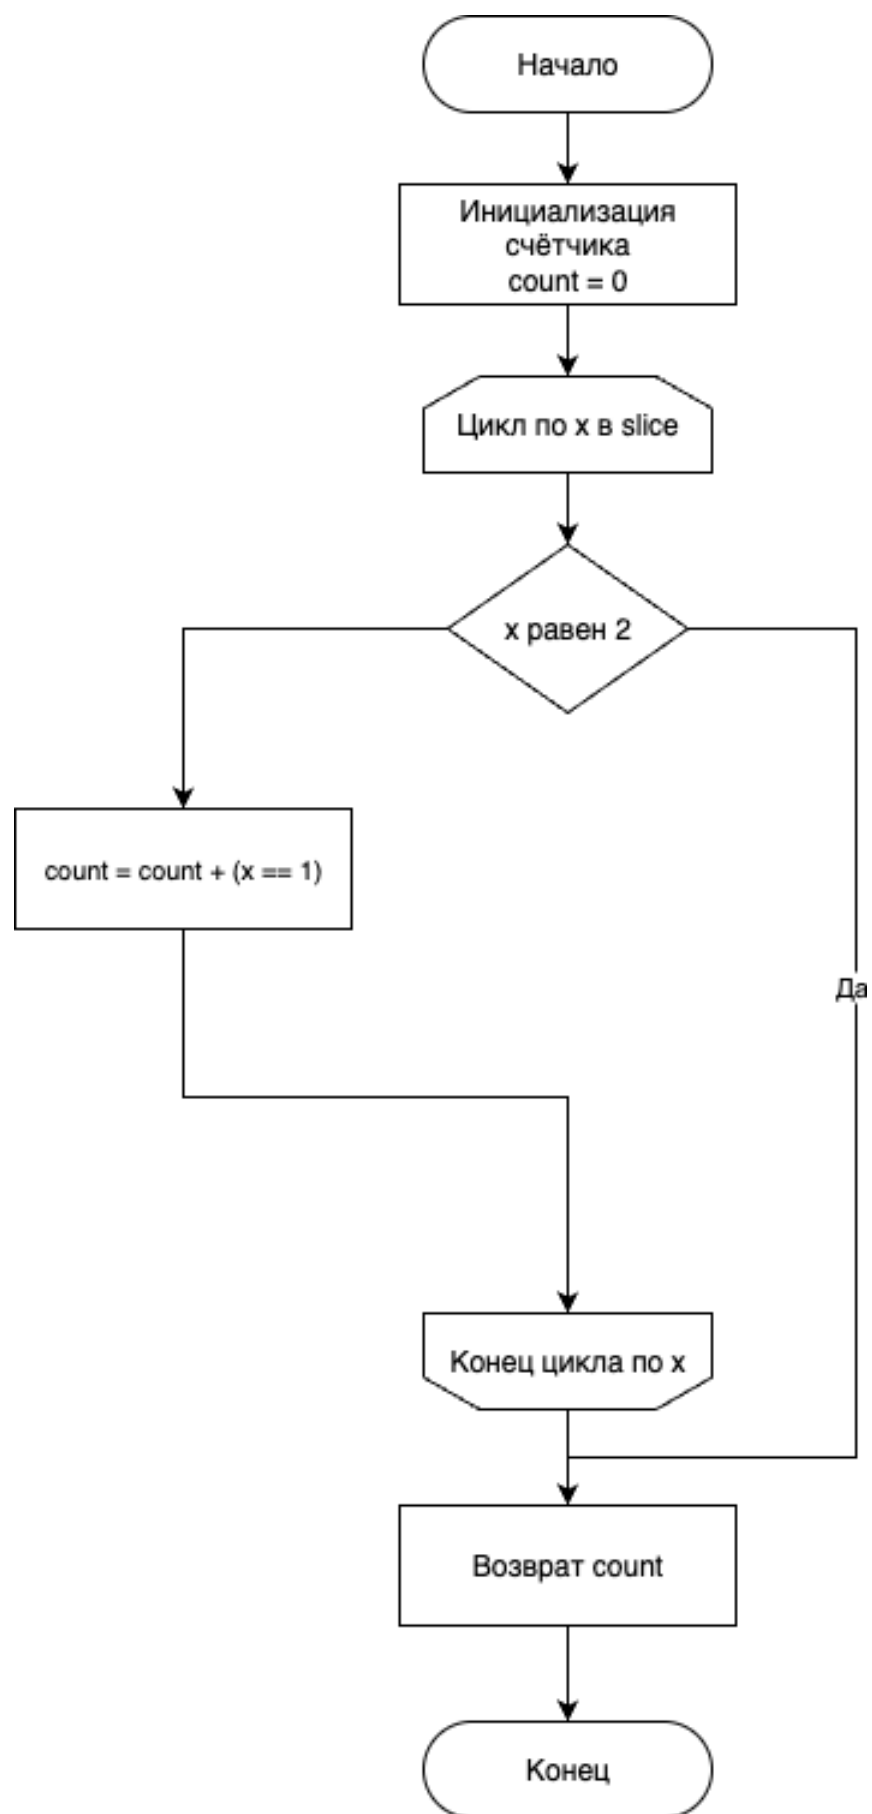 Начало
Инициализация
счётчика
count = 0
Цикл по x в slice
x равен 2
count = count + (x == 1)
Да
Конец цикла по x
Возврат count
Конец